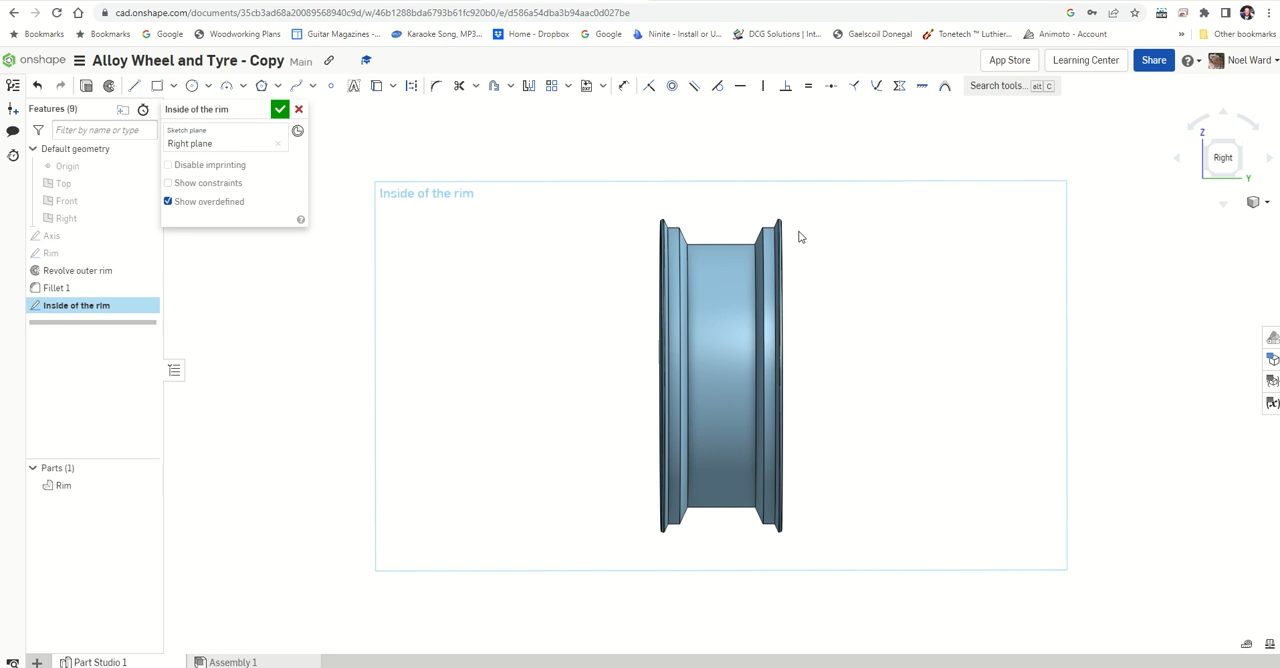 cad.onshape.com/documents/35cb3ad68a20089568940c9d/w/46b1288bda6793b61fc920b0/e/d586a54dba3b94aac0d027be
Bookmarks Bookmarks Google Woodworking Plans Guitar Magazines -... Karaoke Song, MP3... Home - Dropbox Google Ninite - Install or U... DCG Solutions | Int... Gaelscoil Donegal Tonetech ™ Luthier... Animoto - Account » Other bookmarks
onshape Alloy Wheel and Tyre - Copy Main App Store Learning Center Share Noel Ward
Search tools... alt C
Features (9)
Filter by name or type
Default geometry
Origin
Top
Front
Right
Axis
Rim
Revolve outer rim
Fillet 1
Inside of the rim
Inside of the rim
Sketch plane
Right plane
Disable imprinting
Show constraints
Show overdefined
Inside of the rim
Z
Right
Y
Parts (1)
Rim
Part Studio 1 Assembly 1